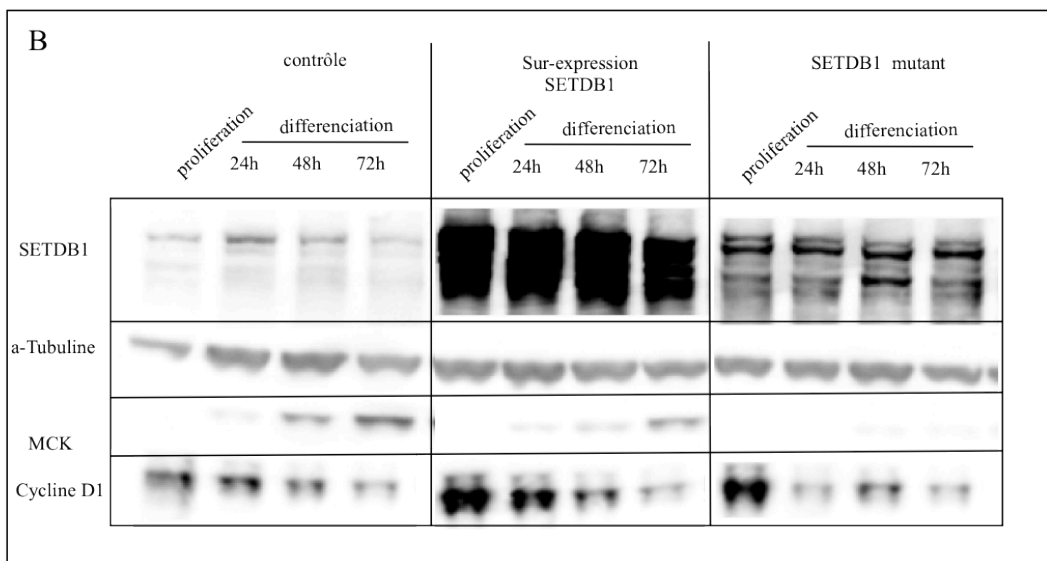 B
contrôle
Sur-expression
SETDB1
SETDB1 mutant
proliferation
differenciation
24h 48h 72h
proliferation
differenciation
24h 48h 72h
proliferation
differenciation
24h 48h 72h
SETDB1
a-Tubuline
MCK
Cycline D1